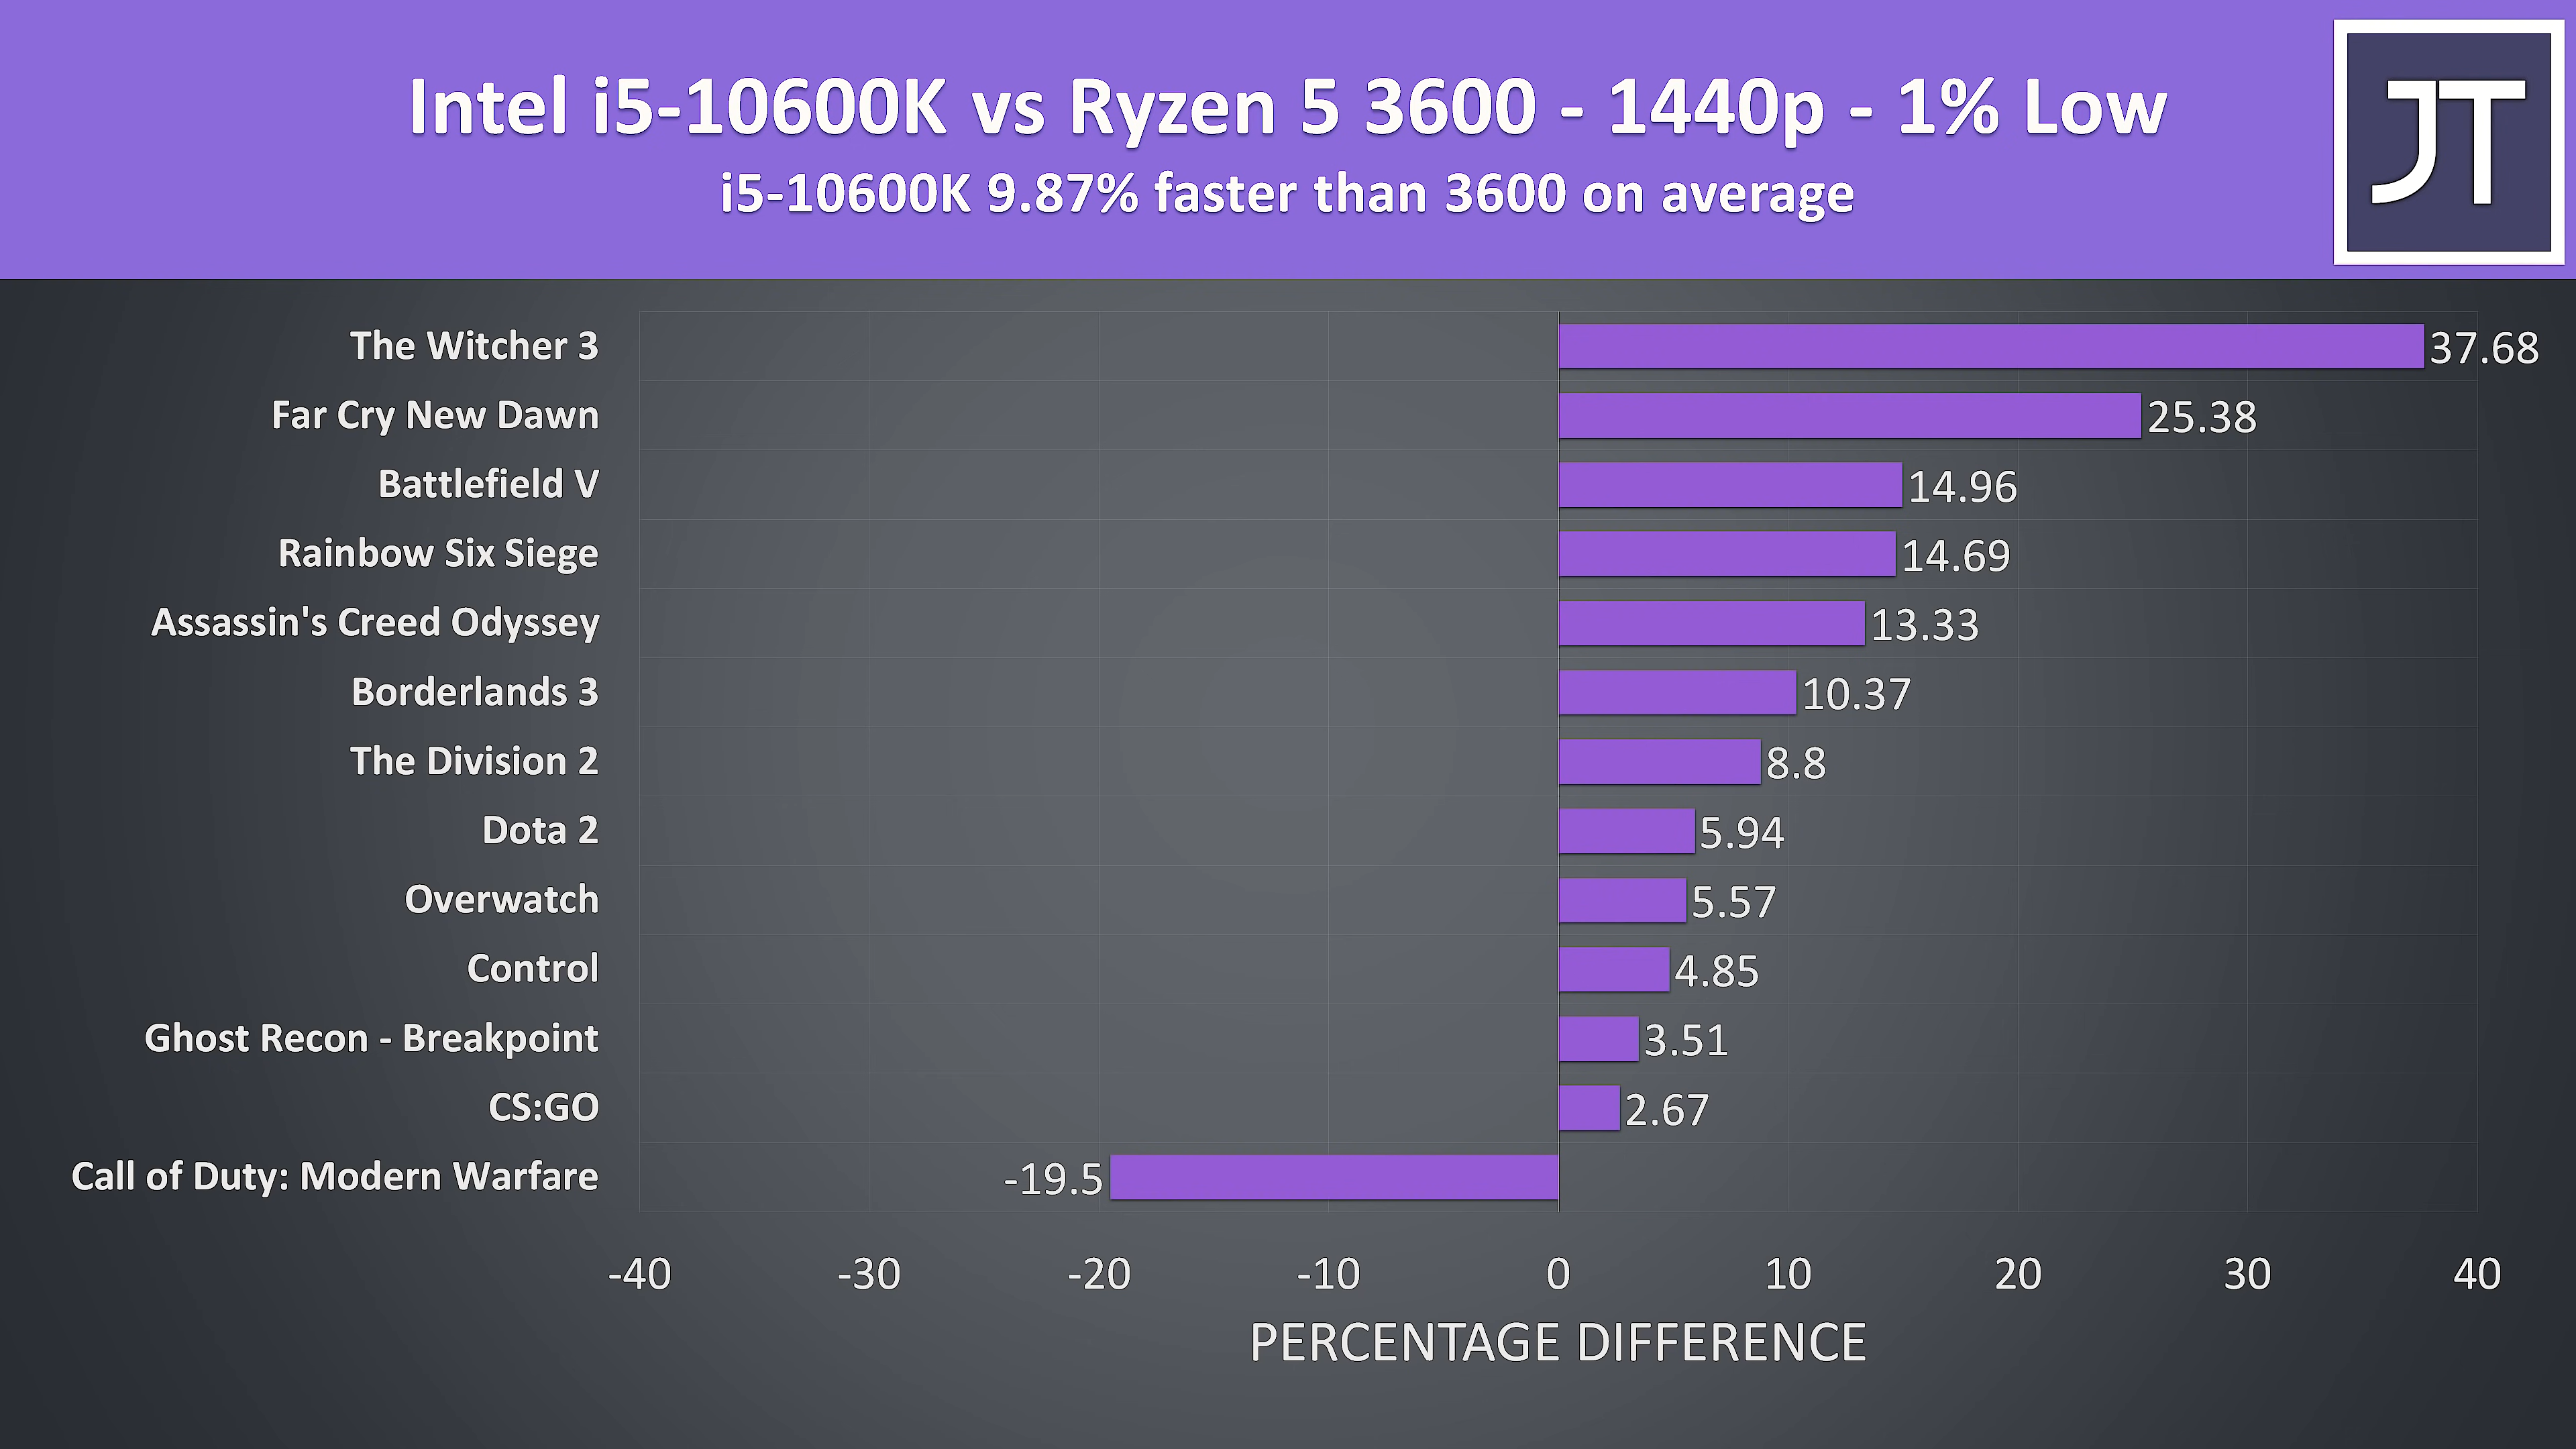 Intel i5-10600K vs Ryzen 5 3600 - 1440p - 1% Low
i5-10600K 9.87% faster than 3600 on average
JT
The Witcher 3 37.68
Far Cry New Dawn 25.38
Battlefield V 14.96
Rainbow Six Siege 14.69
Assassin's Creed Odyssey 13.33
Borderlands 3 10.37
The Division 2 8.8
Dota 2 5.94
Overwatch 5.57
Control 4.85
Ghost Recon - Breakpoint 3.51
CS:GO 2.67
Call of Duty: Modern Warfare -19.5
-40 -30 -20 -10 0 10 20 30 40
PERCENTAGE DIFFERENCE